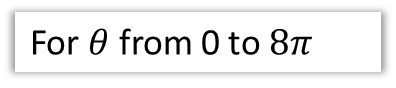 For 𝜃 from 0 to 8𝜋